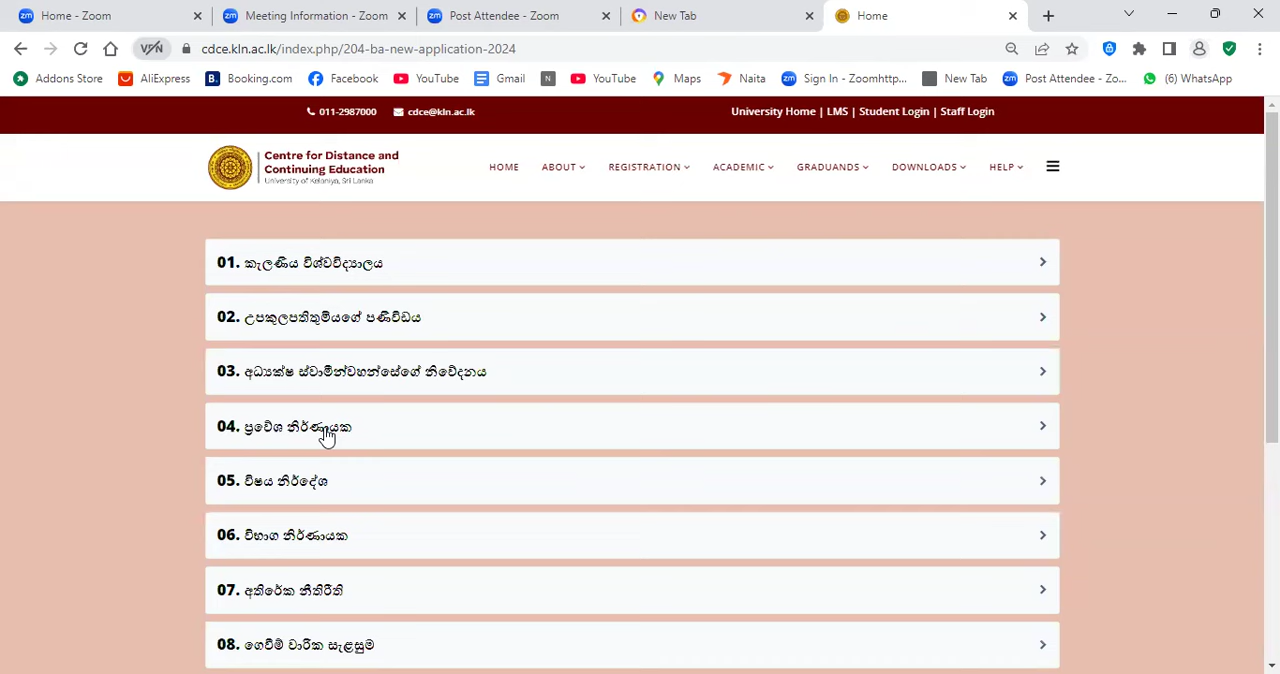 Home - Zoom
Meeting Information - Zoom
Post Attendee - Zoom
New Tab
Home
V/N
cdce.kln.ac.lk/index.php/204-ba-new-application-2024
Addons Store
AliExpress
B.
Booking.com
Facebook
YouTube
Gmail
N
YouTube
Maps
Naita
Sign In - Zoomhttp...
New Tab
Post Attendee - Zo...
(6) WhatsApp
011-2987000
cdce@kln.ac.lk
University Home | LMS | Student Login | Staff Login
Centre for Distance and
Continuing Education
University of Kelaniya, Sri Lanka
HOME
ABOUT
REGISTRATION
ACADEMIC
GRADUANDS
DOWNLOADS
HELP
01. කැලණිය විශ්වවිද්‍යාලය
02. උපකුලපතිතුමියගේ පණිවිඩය
03. අධ්‍යක්ෂ ස්වාමීන්වහන්සේගේ නිවේදනය
04. ප්‍රවේශ නිර්ණායක
05. විෂය නිර්දේශ
06. විභාග නිර්ණායක
07. අතිරේක නීතිරීති
08. ගෙවීම් වාරික සැළසුම